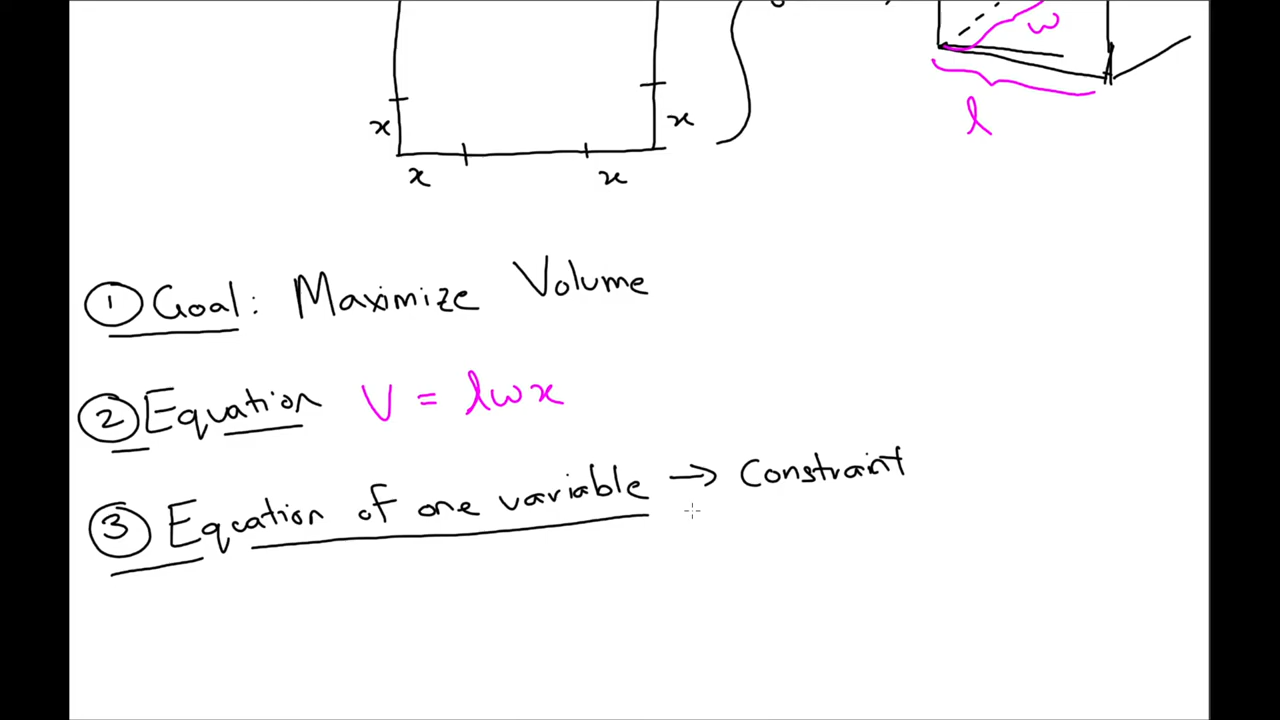 w
x
x
l
x
x
① Goal: Maximize Volume
② Equation V = lwx
③ Equation of one variable → Constraint